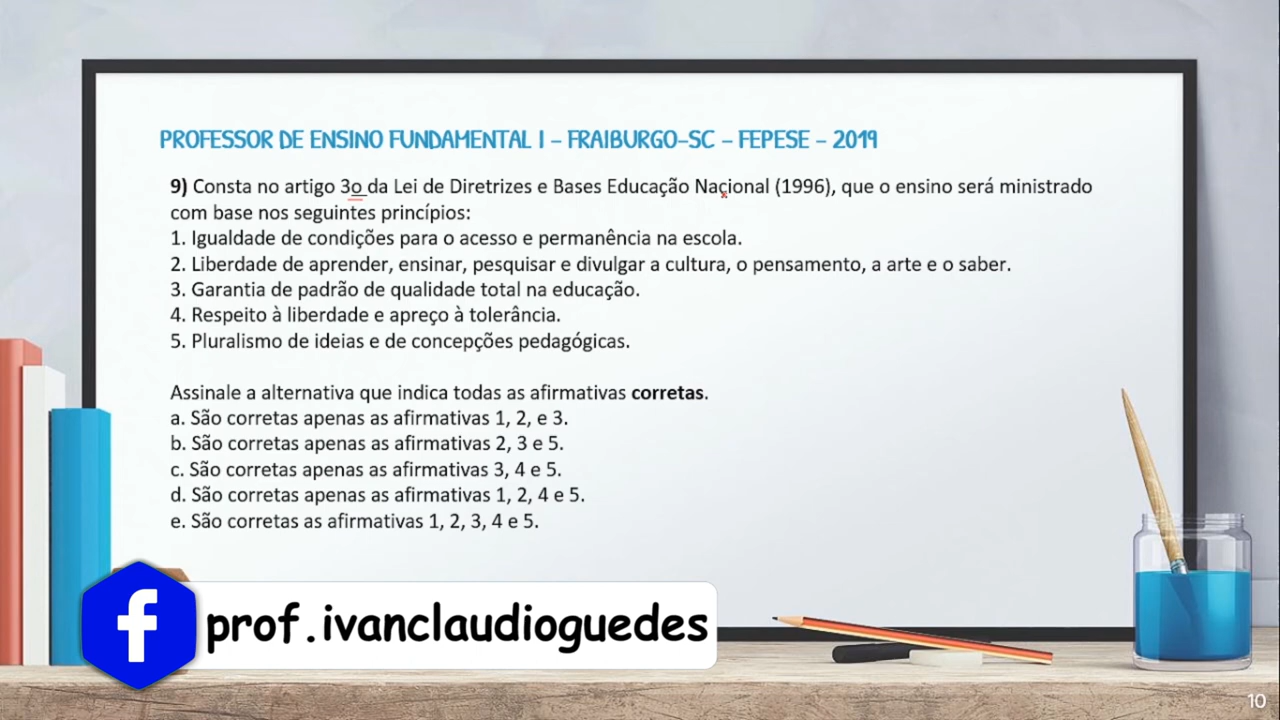 PROFESSOR DE ENSINO FUNDAMENTAL I – FRAIBURGO-SC – FEPESE – 2019
9) Consta no artigo 3o da Lei de Diretrizes e Bases Educação Nacional (1996), que o ensino será ministrado
com base nos seguintes princípios:
1. Igualdade de condições para o acesso e permanência na escola.
2. Liberdade de aprender, ensinar, pesquisar e divulgar a cultura, o pensamento, a arte e o saber.
3. Garantia de padrão de qualidade total na educação.
4. Respeito à liberdade e apreço à tolerância.
5. Pluralismo de ideias e de concepções pedagógicas.
Assinale a alternativa que indica todas as afirmativas corretas.
a. São corretas apenas as afirmativas 1, 2, e 3.
b. São corretas apenas as afirmativas 2, 3 e 5.
c. São corretas apenas as afirmativas 3, 4 e 5.
d. São corretas apenas as afirmativas 1, 2, 4 e 5.
e. São corretas as afirmativas 1, 2, 3, 4 e 5.
f prof.ivanclaudioguedes
10